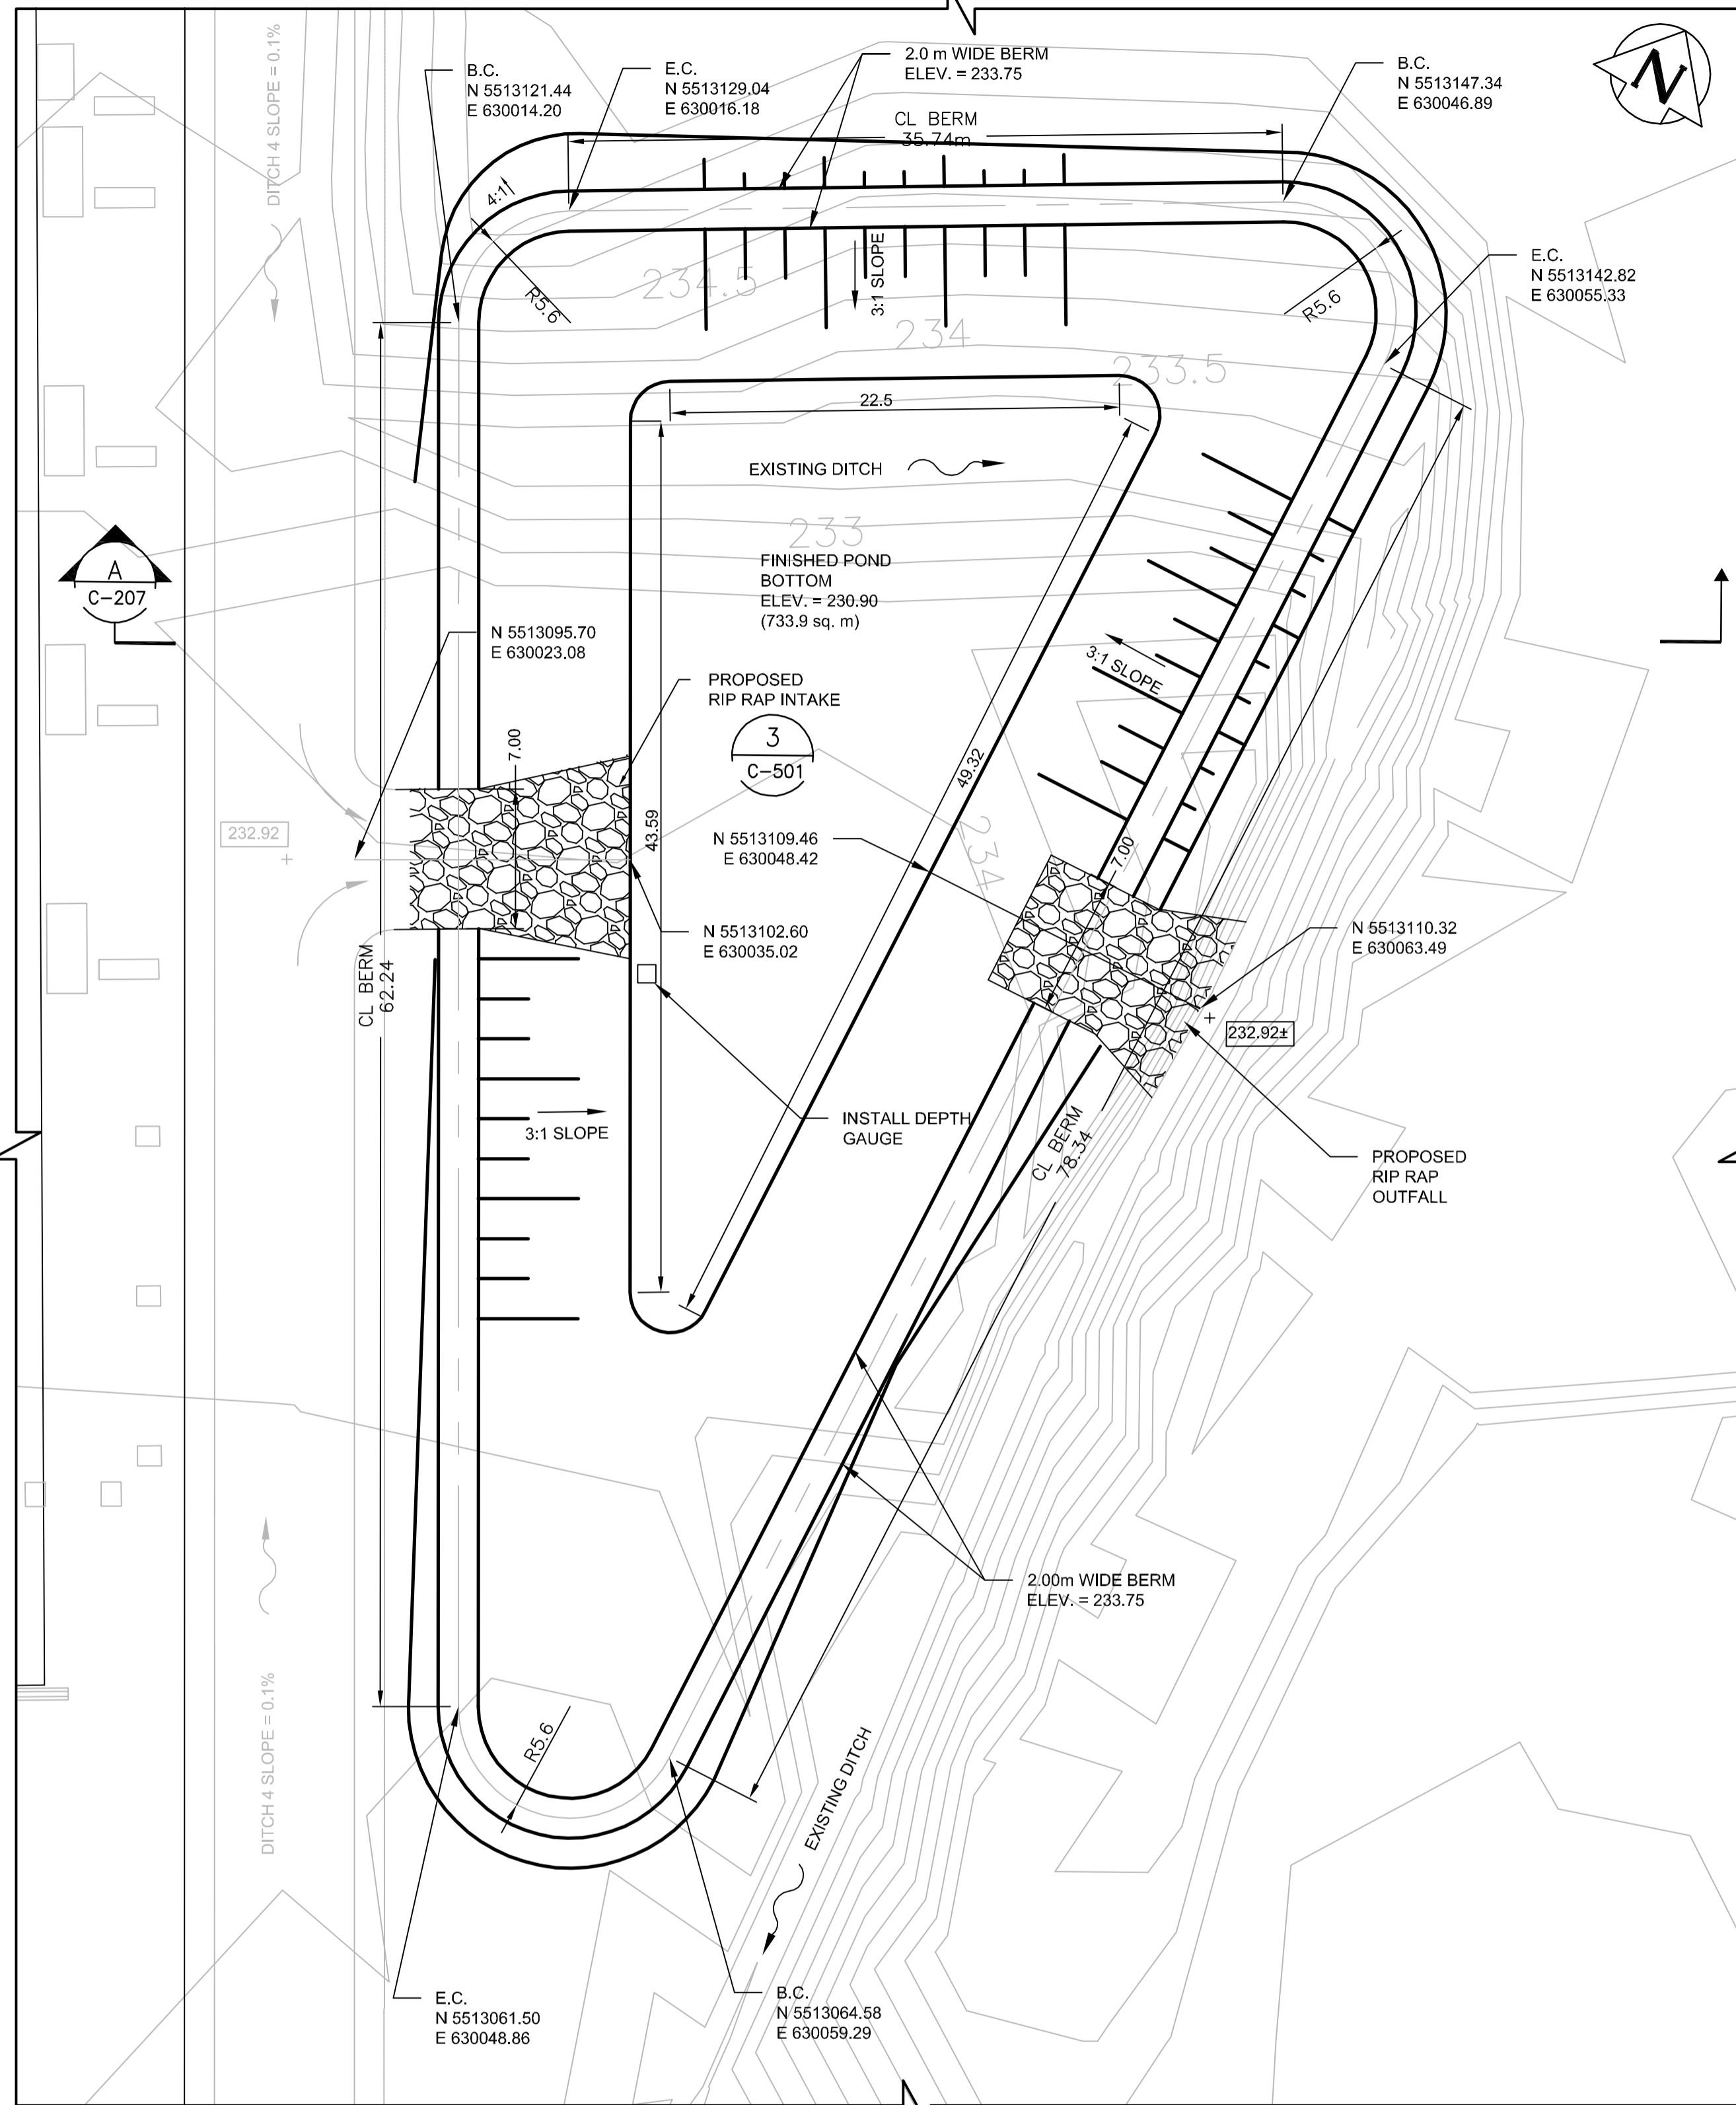 N
DITCH 4 SLOPE = 0.1%
B.C.
N 5513121.44
E 630014.20
E.C.
N 5513129.04
E 630016.18
2.0 m WIDE BERM
ELEV. = 233.75
B.C.
N 5513147.34
E 630046.89
CL BERM
35.74m
4:1
R5.6
3:1 SLOPE
R5.6
E.C.
N 5513142.82
E 630055.33
234.5
234
233.5
22.5
EXISTING DITCH
233
FINISHED POND
BOTTOM
ELEV. = 230.90
(733.9 sq. m)
A
C-207
N 5513095.70
E 630023.08
PROPOSED
RIP RAP INTAKE
3
C-501
3:1 SLOPE
7.00
43.59
49.32
232.92
N 5513109.46
E 630048.42
234
7.00
N 5513102.60
E 630035.02
N 5513110.32
E 630063.49
232.92±
CL BERM
62.24
3:1 SLOPE
INSTALL DEPTH
GAUGE
CL BERM
78.34
PROPOSED
RIP RAP
OUTFALL
2.00m WIDE BERM
ELEV. = 233.75
DITCH 4 SLOPE = 0.1%
R5.6
EXISTING DITCH
E.C.
N 5513061.50
E 630048.86
B.C.
N 5513064.58
E 630059.29